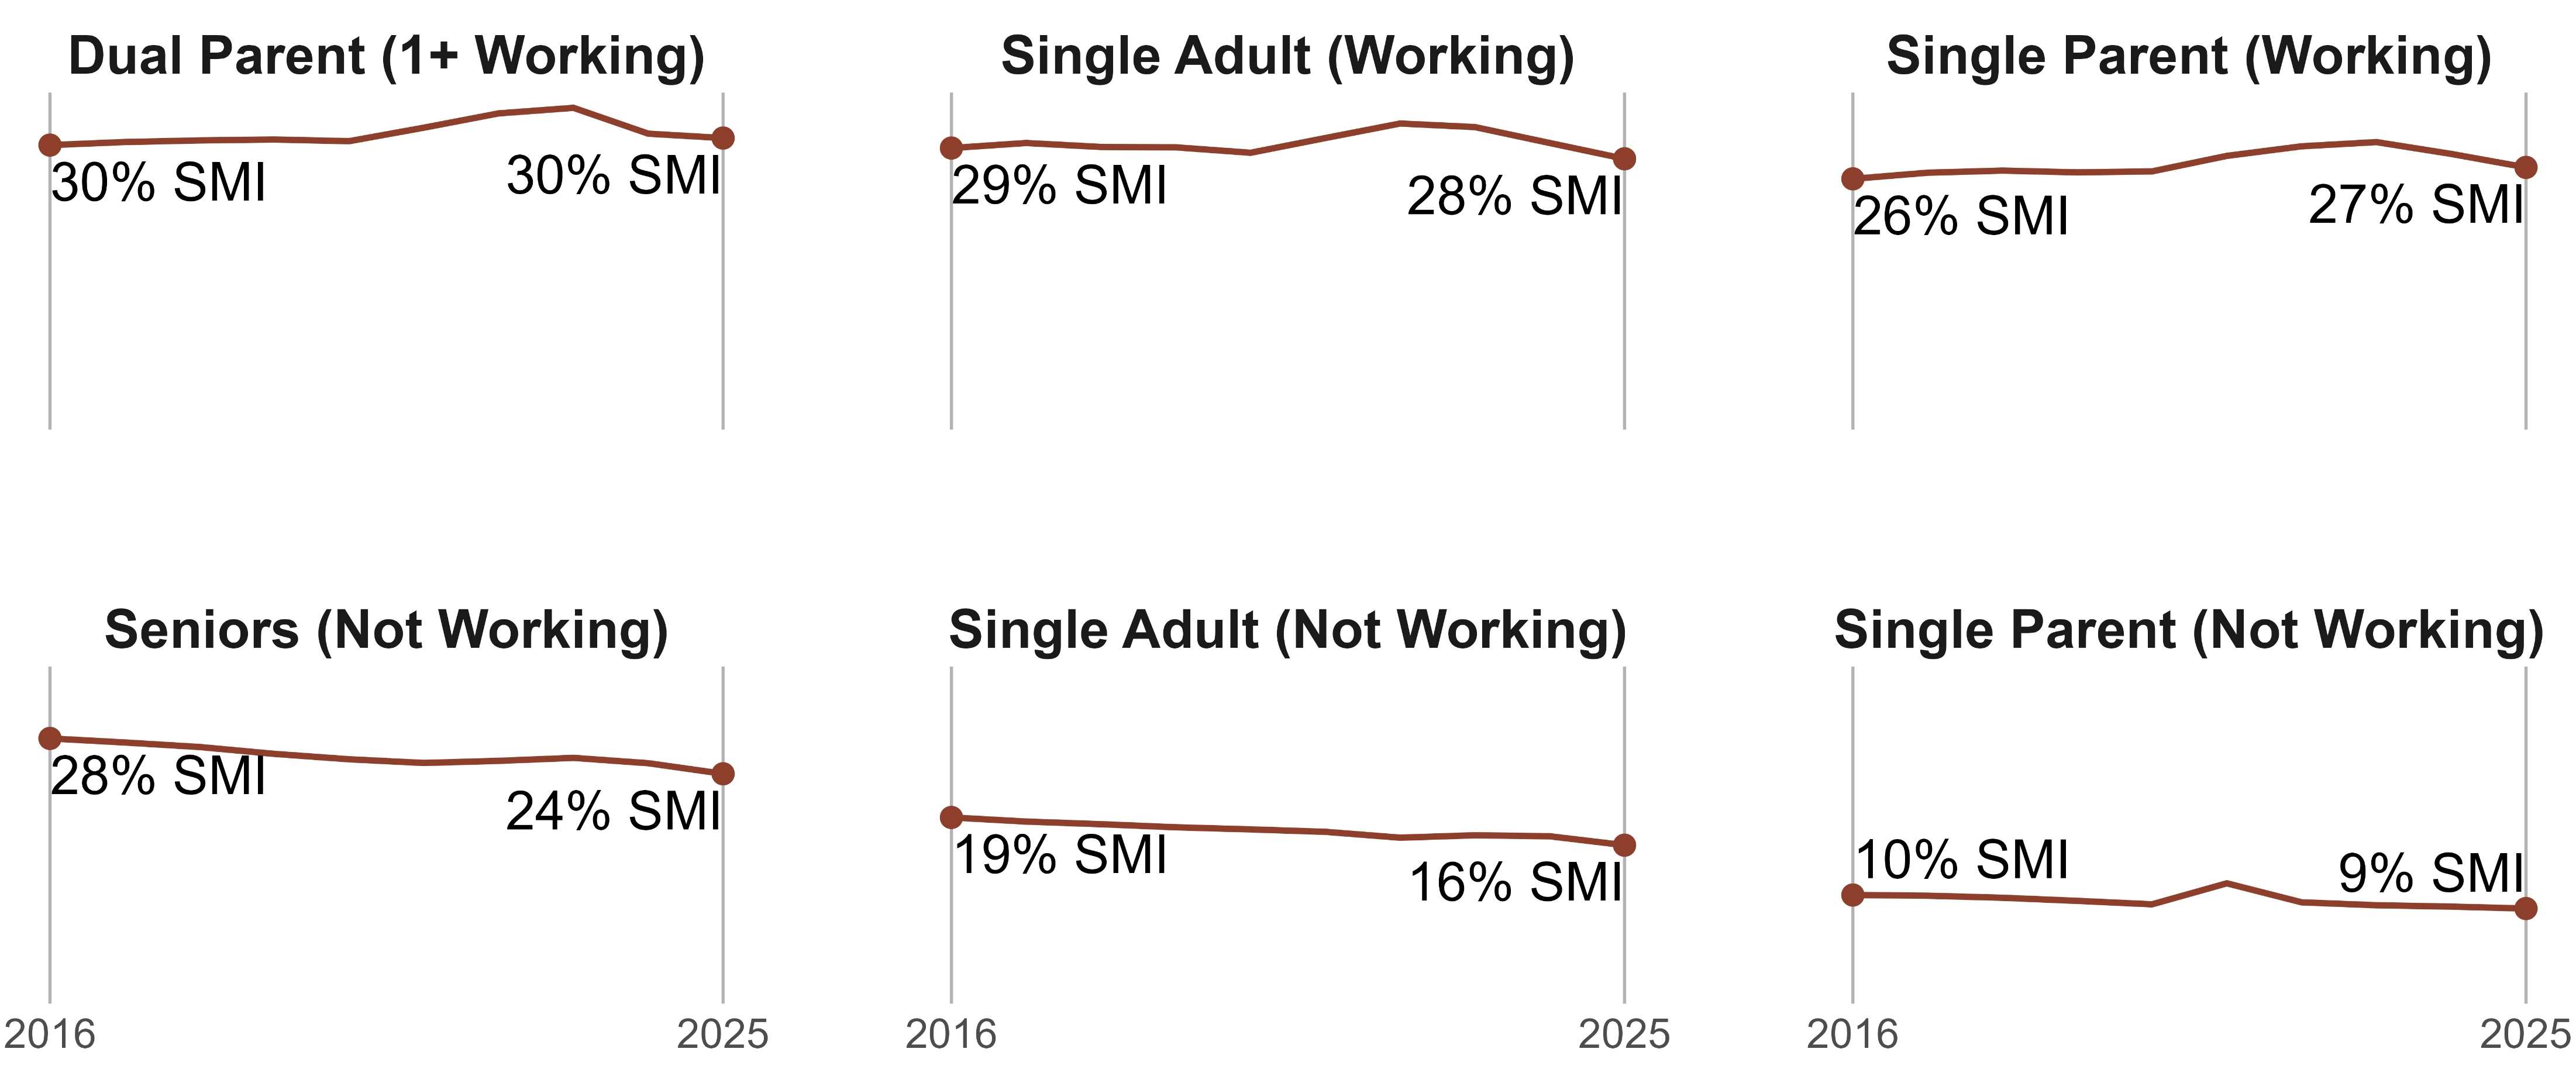 Dual Parent (1+ Working)
30% SMI
30% SMI
Single Adult (Working)
29% SMI
28% SMI
Single Parent (Working)
26% SMI
27% SMI
Seniors (Not Working)
28% SMI
24% SMI
2016
2025
Single Adult (Not Working)
19% SMI
16% SMI
2016
2025
Single Parent (Not Working)
10% SMI
9% SMI
2016
2025